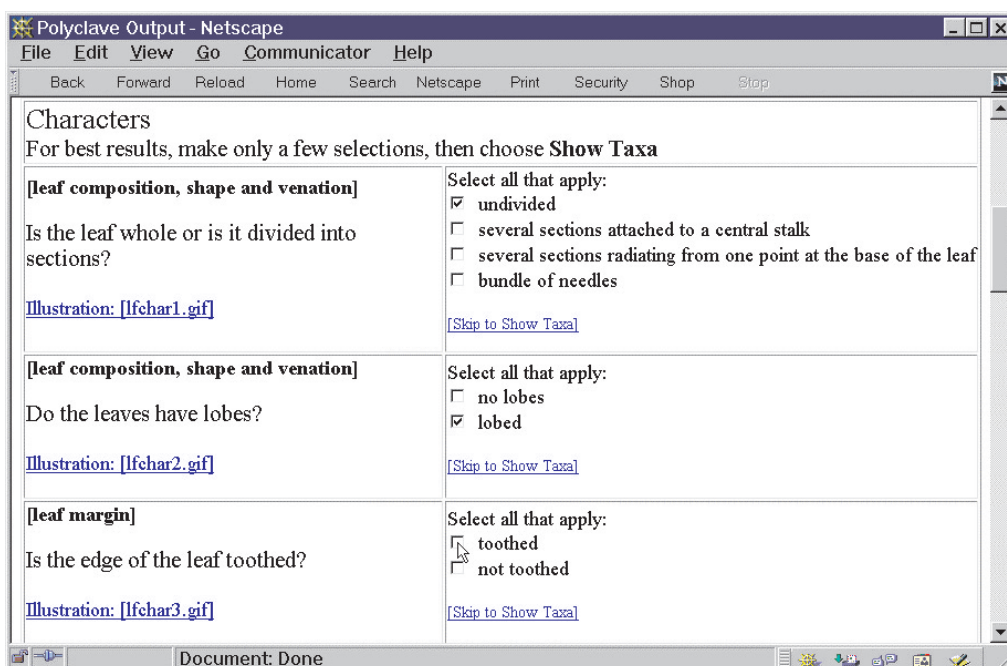 Polyclave Output - Netscape
File Edit View Go Communicator Help
Back Forward Reload Home Search Netscape Print Security Shop Stop
N
Characters
For best results, make only a few selections, then choose Show Taxa
[leaf composition, shape and venation]
Is the leaf whole or is it divided into
sections?
Illustration: [lfchar1.gif]
Select all that apply:
undivided
several sections attached to a central stalk
several sections radiating from one point at the base of the leaf
bundle of needles
[Skip to Show Taxa]
[leaf composition, shape and venation]
Do the leaves have lobes?
Illustration: [lfchar2.gif]
Select all that apply:
no lobes
lobed
[Skip to Show Taxa]
[leaf margin]
Is the edge of the leaf toothed?
Illustration: [lfchar3.gif]
Select all that apply:
toothed
not toothed
[Skip to Show Taxa]
Document: Done